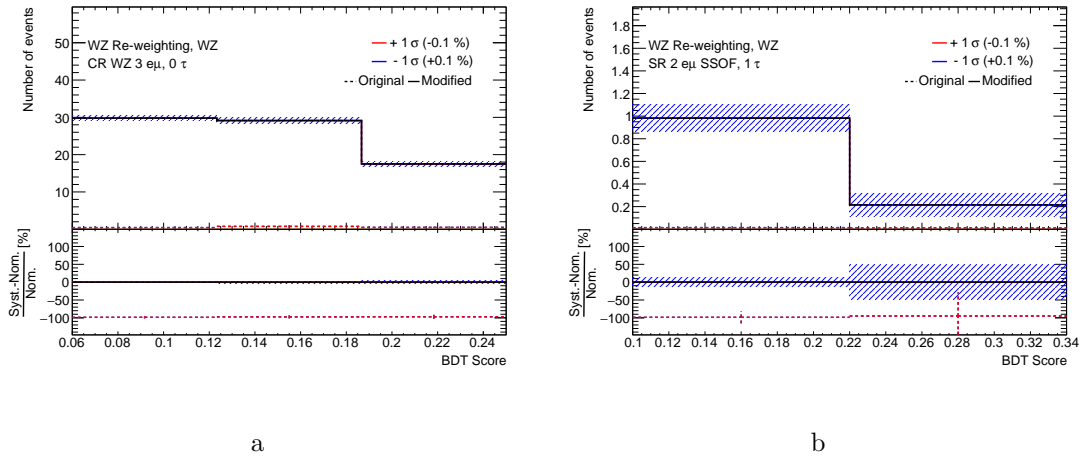 Number of events
60
50
40
30
20
10
WZ Re-weighting, WZ
CR WZ 3 eμ, 0 τ
+ 1 σ (-0.1 %)
- 1 σ (+0.1 %)
Original Modified
Syst.-Nom. [%]
Nom.
100
50
0
−50
−100
0.06 0.08 0.1 0.12 0.14 0.16 0.18 0.2 0.22 0.24
BDT Score
a
Number of events
1.8
1.6
1.4
1.2
1
0.8
0.6
0.4
0.2
WZ Re-weighting, WZ
SR 2 eμ SSOF, 1 τ
+ 1 σ (-0.1 %)
- 1 σ (+0.1 %)
Original Modified
Syst.-Nom. [%]
Nom.
100
50
0
−50
−100
0.1 0.12 0.14 0.16 0.18 0.2 0.22 0.24 0.26 0.28 0.3 0.32 0.34
BDT Score
b